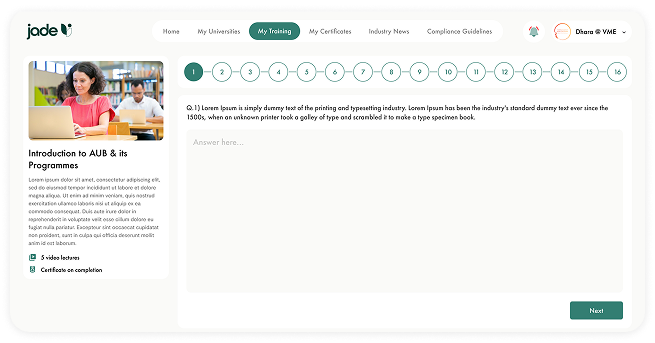 jade
Home
My Universities
My Training
My Certificates
Industry News
Compliance Guidelines
Dhara @ VME
1 2 3 4 5 6 7 8 9 10 11 12 13 14 15 16
Introduction to AUB & its
Programmes
Lorem ipsum dolor sit amet, consectetur adipiscing elit,
sed do eiusmod tempor incididunt ut labore et dolore
magna aliqua. Ut enim ad minim veniam, quis nostrud
exercitation ullamco laboris nisi ut aliquip ex ea
commodo consequat. Duis aute irure dolor in
reprehenderit in voluptate velit esse cillum dolore eu
fugiat nulla pariatur. Excepteur sint occaecat cupidatat
non proident, sunt in culpa qui officia deserunt mollit
anim id est laborum.
5 video lectures
Certificate on completion
Q.1) Lorem Ipsum is simply dummy text of the printing and typesetting industry. Lorem Ipsum has been the industry's standard dummy text ever since the
1500s, when an unknown printer took a galley of type and scrambled it to make a type specimen book.
Answer here...
Next